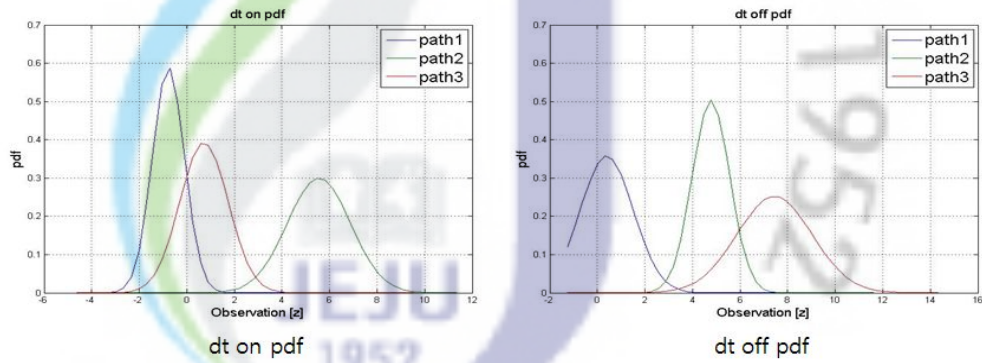 dt on pdf
0.7
0.6
0.5
0.4
0.3
0.2
0.1
0
pdf
path1
path2
path3
-6 -4 -2 0 2 4 6 8 10 12
Observation [z]
dt on pdf
dt off pdf
0.7
0.6
0.5
0.4
0.3
0.2
0.1
0
pdf
path1
path2
path3
-2 0 2 4 6 8 10 12 14 16
Observation [z]
dt off pdf
JEJU
1952
1952